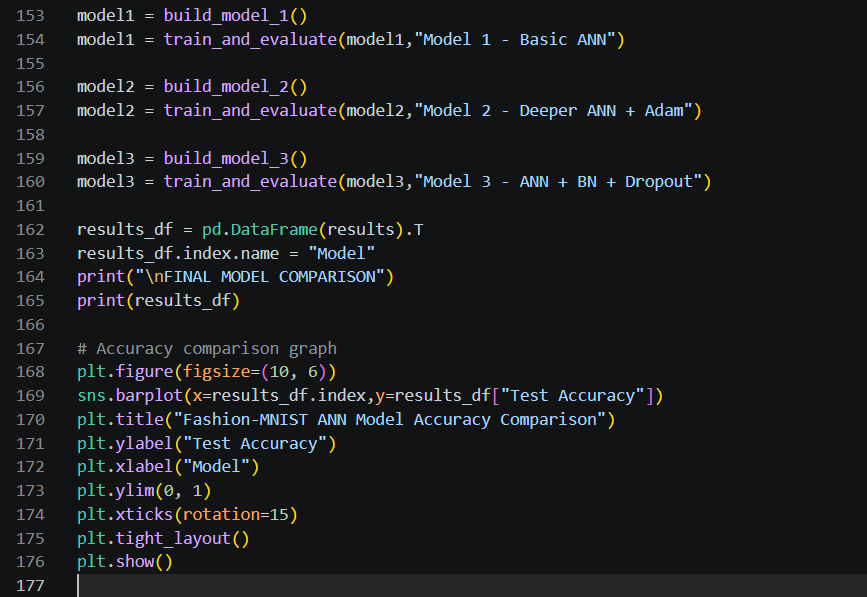 153 model1 = build_model_1()
154 model1 = train_and_evaluate(model1,"Model 1 - Basic ANN")
155
156 model2 = build_model_2()
157 model2 = train_and_evaluate(model2,"Model 2 - Deeper ANN + Adam")
158
159 model3 = build_model_3()
160 model3 = train_and_evaluate(model3,"Model 3 - ANN + BN + Dropout")
161
162 results_df = pd.DataFrame(results).T
163 results_df.index.name = "Model"
164 print("\nFINAL MODEL COMPARISON")
165 print(results_df)
166
167 # Accuracy comparison graph
168 plt.figure(figsize=(10, 6))
169 sns.barplot(x=results_df.index,y=results_df["Test Accuracy"])
170 plt.title("Fashion-MNIST ANN Model Accuracy Comparison")
171 plt.ylabel("Test Accuracy")
172 plt.xlabel("Model")
173 plt.ylim(0, 1)
174 plt.xticks(rotation=15)
175 plt.tight_layout()
176 plt.show()
177